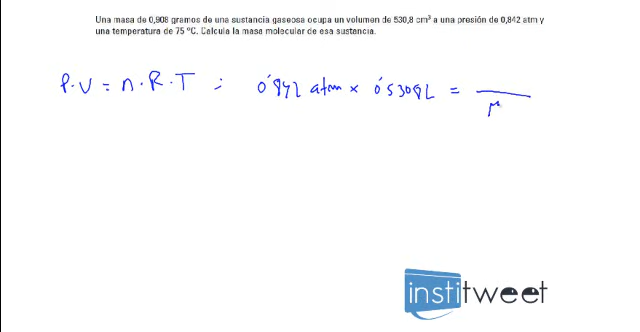 Una masa de 0,908 gramos de una sustancia gaseosa ocupa un volumen de 530,8 cm³ a una presión de 0,842 atm y
una temperatura de 75 ºC. Calcula la masa molecular de esa sustancia.
P.V = n.R.T ; 0'842 atm x 0'5308L = ― M
institweet